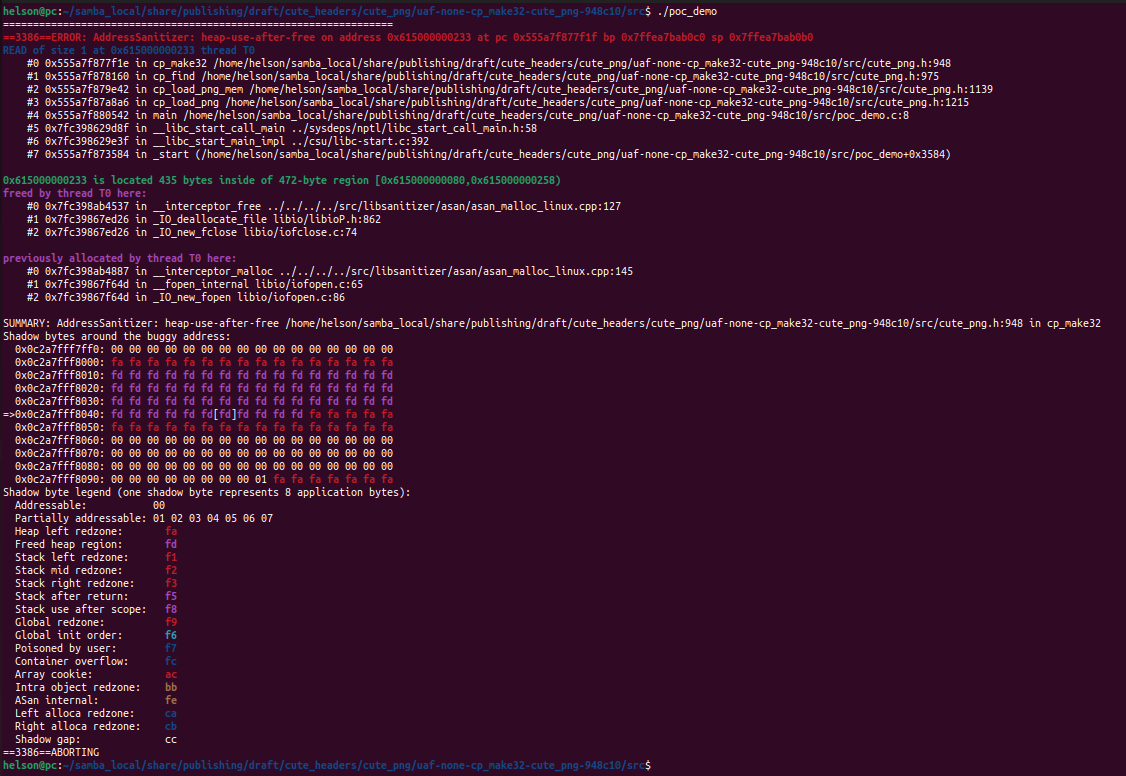 helson@pc:~/samba_local/share/publishing/draft/cute_headers/cute_png/uaf-none-cp_make32-cute_png-948c10/src$ ./poc_demo
=================================================================
==3386==ERROR: AddressSanitizer: heap-use-after-free on address 0x615000000233 at pc 0x555a7f877f1f bp 0x7ffea7bab0c0 sp 0x7ffea7bab0b0
READ of size 1 at 0x615000000233 thread T0
    #0 0x555a7f877f1e in cp_make32 /home/helson/samba_local/share/publishing/draft/cute_headers/cute_png/uaf-none-cp_make32-cute_png-948c10/src/cute_png.h:948
    #1 0x555a7f878160 in cp_find /home/helson/samba_local/share/publishing/draft/cute_headers/cute_png/uaf-none-cp_make32-cute_png-948c10/src/cute_png.h:975
    #2 0x555a7f879e42 in cp_load_png_mem /home/helson/samba_local/share/publishing/draft/cute_headers/cute_png/uaf-none-cp_make32-cute_png-948c10/src/cute_png.h:1139
    #3 0x555a7f87a8a6 in cp_load_png /home/helson/samba_local/share/publishing/draft/cute_headers/cute_png/uaf-none-cp_make32-cute_png-948c10/src/cute_png.h:1215
    #4 0x555a7f880542 in main /home/helson/samba_local/share/publishing/draft/cute_headers/cute_png/uaf-none-cp_make32-cute_png-948c10/src/poc_demo.c:8
    #5 0x7fc398629d8f in __libc_start_call_main ../sysdeps/nptl/libc_start_call_main.h:58
    #6 0x7fc398629e3f in __libc_start_main_impl ../csu/libc-start.c:392
    #7 0x555a7f873584 in _start (/home/helson/samba_local/share/publishing/draft/cute_headers/cute_png/uaf-none-cp_make32-cute_png-948c10/src/poc_demo+0x3584)

0x615000000233 is located 435 bytes inside of 472-byte region [0x615000000080,0x615000000258)
freed by thread T0 here:
    #0 0x7fc398ab4537 in __interceptor_free ../../../../src/libsanitizer/asan/asan_malloc_linux.cpp:127
    #1 0x7fc39867ed26 in _IO_deallocate_file libio/libioP.h:862
    #2 0x7fc39867ed26 in _IO_new_fclose libio/iofclose.c:74

previously allocated by thread T0 here:
    #0 0x7fc398ab4887 in __interceptor_malloc ../../../../src/libsanitizer/asan/asan_malloc_linux.cpp:145
    #1 0x7fc39867f64d in __fopen_internal libio/iofopen.c:65
    #2 0x7fc39867f64d in _IO_new_fopen libio/iofopen.c:86

SUMMARY: AddressSanitizer: heap-use-after-free /home/helson/samba_local/share/publishing/draft/cute_headers/cute_png/uaf-none-cp_make32-cute_png-948c10/src/cute_png.h:948 in cp_make32
Shadow bytes around the buggy address:
  0x0c2a7fff7ff0: 00 00 00 00 00 00 00 00 00 00 00 00 00 00 00 00
  0x0c2a7fff8000: fa fa fa fa fa fa fa fa fa fa fa fa fa fa fa fa
  0x0c2a7fff8010: fd fd fd fd fd fd fd fd fd fd fd fd fd fd fd fd
  0x0c2a7fff8020: fd fd fd fd fd fd fd fd fd fd fd fd fd fd fd fd
  0x0c2a7fff8030: fd fd fd fd fd fd fd fd fd fd fd fd fd fd fd fd
=>0x0c2a7fff8040: fd fd fd fd fd fd[fd]fd fd fd fd fa fa fa fa fa
  0x0c2a7fff8050: fa fa fa fa fa fa fa fa fa fa fa fa fa fa fa fa
  0x0c2a7fff8060: 00 00 00 00 00 00 00 00 00 00 00 00 00 00 00 00
  0x0c2a7fff8070: 00 00 00 00 00 00 00 00 00 00 00 00 00 00 00 00
  0x0c2a7fff8080: 00 00 00 00 00 00 00 00 00 00 00 00 00 00 00 00
  0x0c2a7fff8090: 00 00 00 00 00 00 00 00 01 fa fa fa fa fa fa fa
Shadow byte legend (one shadow byte represents 8 application bytes):
  Addressable:           00
  Partially addressable: 01 02 03 04 05 06 07
  Heap left redzone:       fa
  Freed heap region:       fd
  Stack left redzone:      f1
  Stack mid redzone:       f2
  Stack right redzone:     f3
  Stack after return:      f5
  Stack use after scope:   f8
  Global redzone:          f9
  Global init order:       f6
  Poisoned by user:        f7
  Container overflow:      fc
  Array cookie:            ac
  Intra object redzone:    bb
  ASan internal:           fe
  Left alloca redzone:     ca
  Right alloca redzone:    cb
  Shadow gap:              cc
==3386==ABORTING
helson@pc:~/samba_local/share/publishing/draft/cute_headers/cute_png/uaf-none-cp_make32-cute_png-948c10/src$